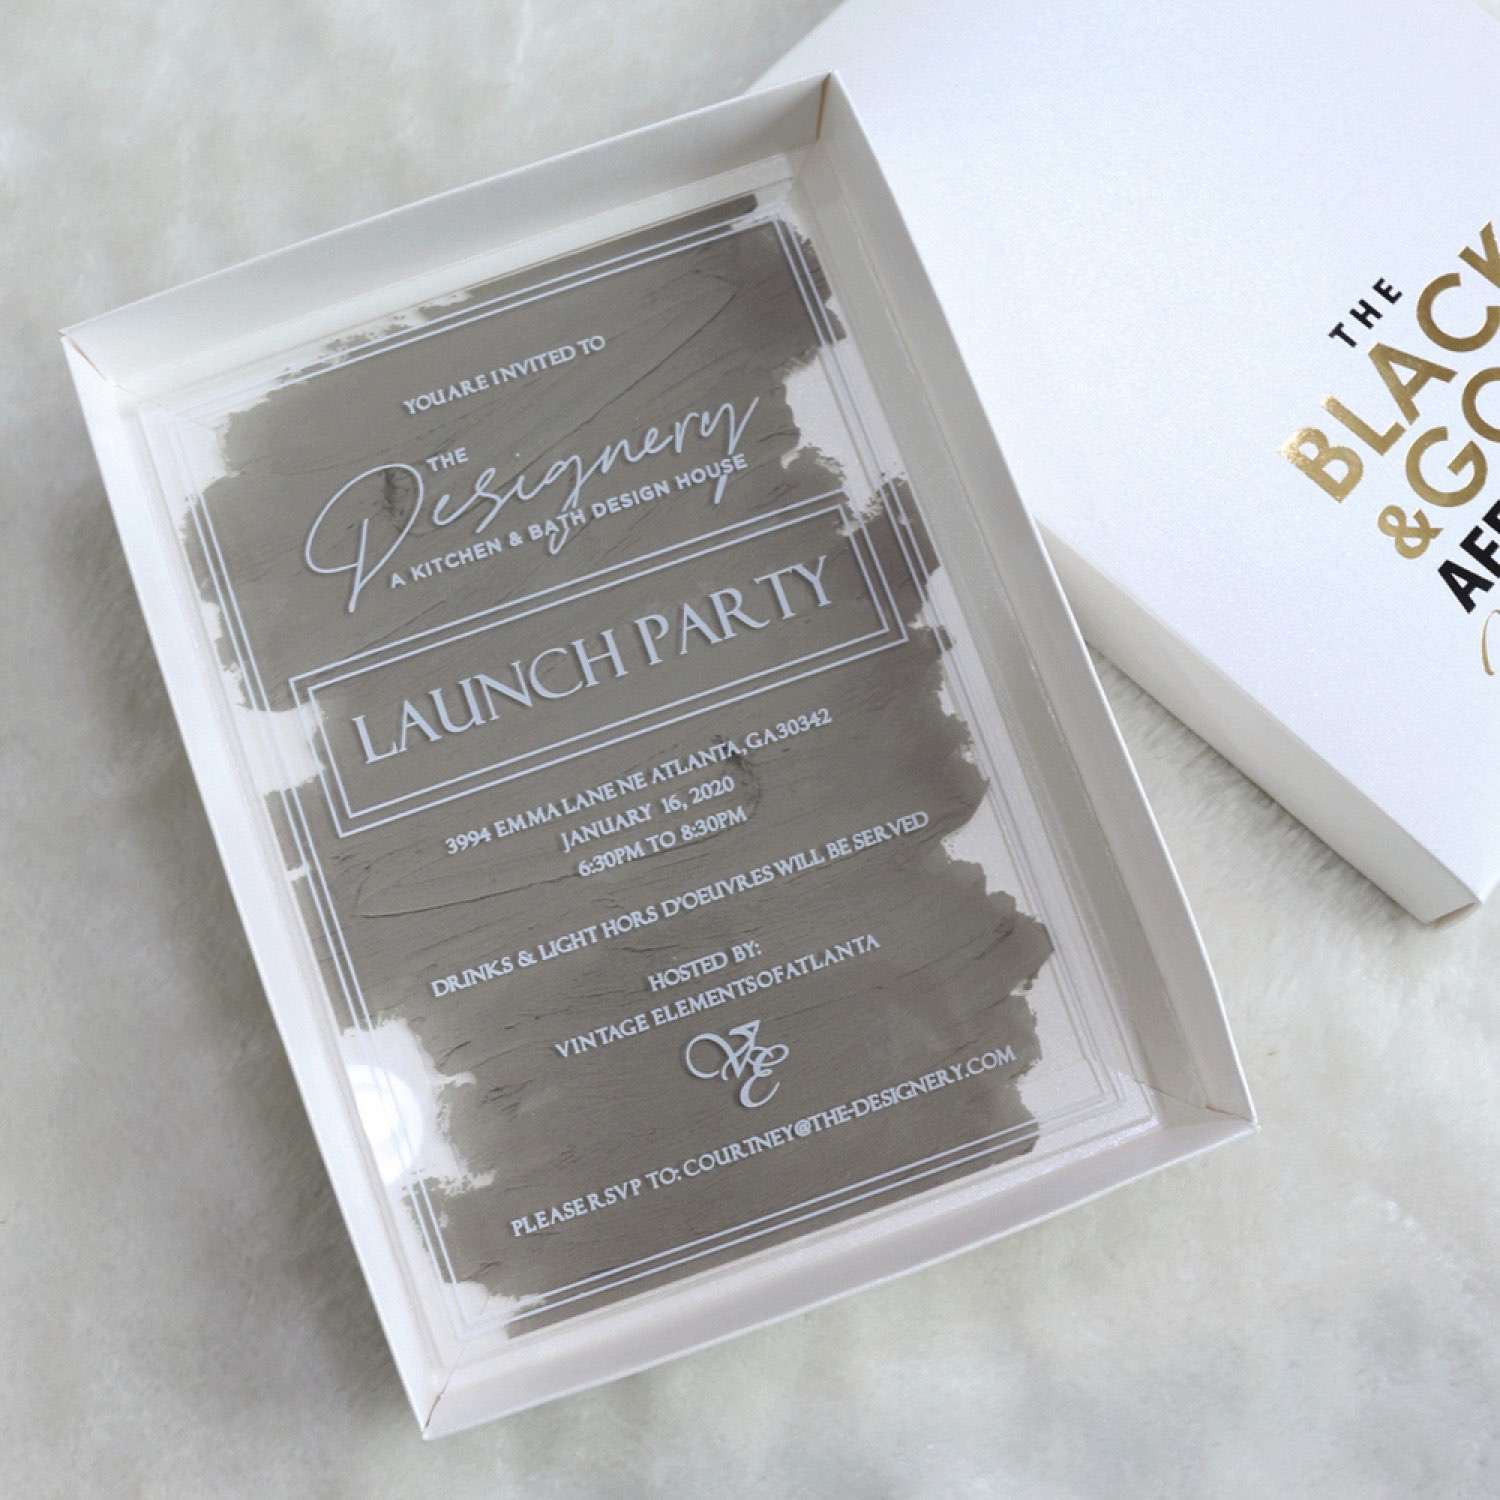 YOU ARE INVITED TO
THE
Designery
A KITCHEN & BATH DESIGN HOUSE
LAUNCH PARTY
3994 EMMA LANE NE ATLANTA, GA 30342
JANUARY 16, 2020
6:30PM TO 8:30PM
DRINKS & LIGHT HORS D'OEUVRES WILL BE SERVED
HOSTED BY:
VINTAGE ELEMENTS OF ATLANTA
VE
PLEASE RSVP TO: COURTNEY@THE-DESIGNERY.COM
THE
BLACK
&